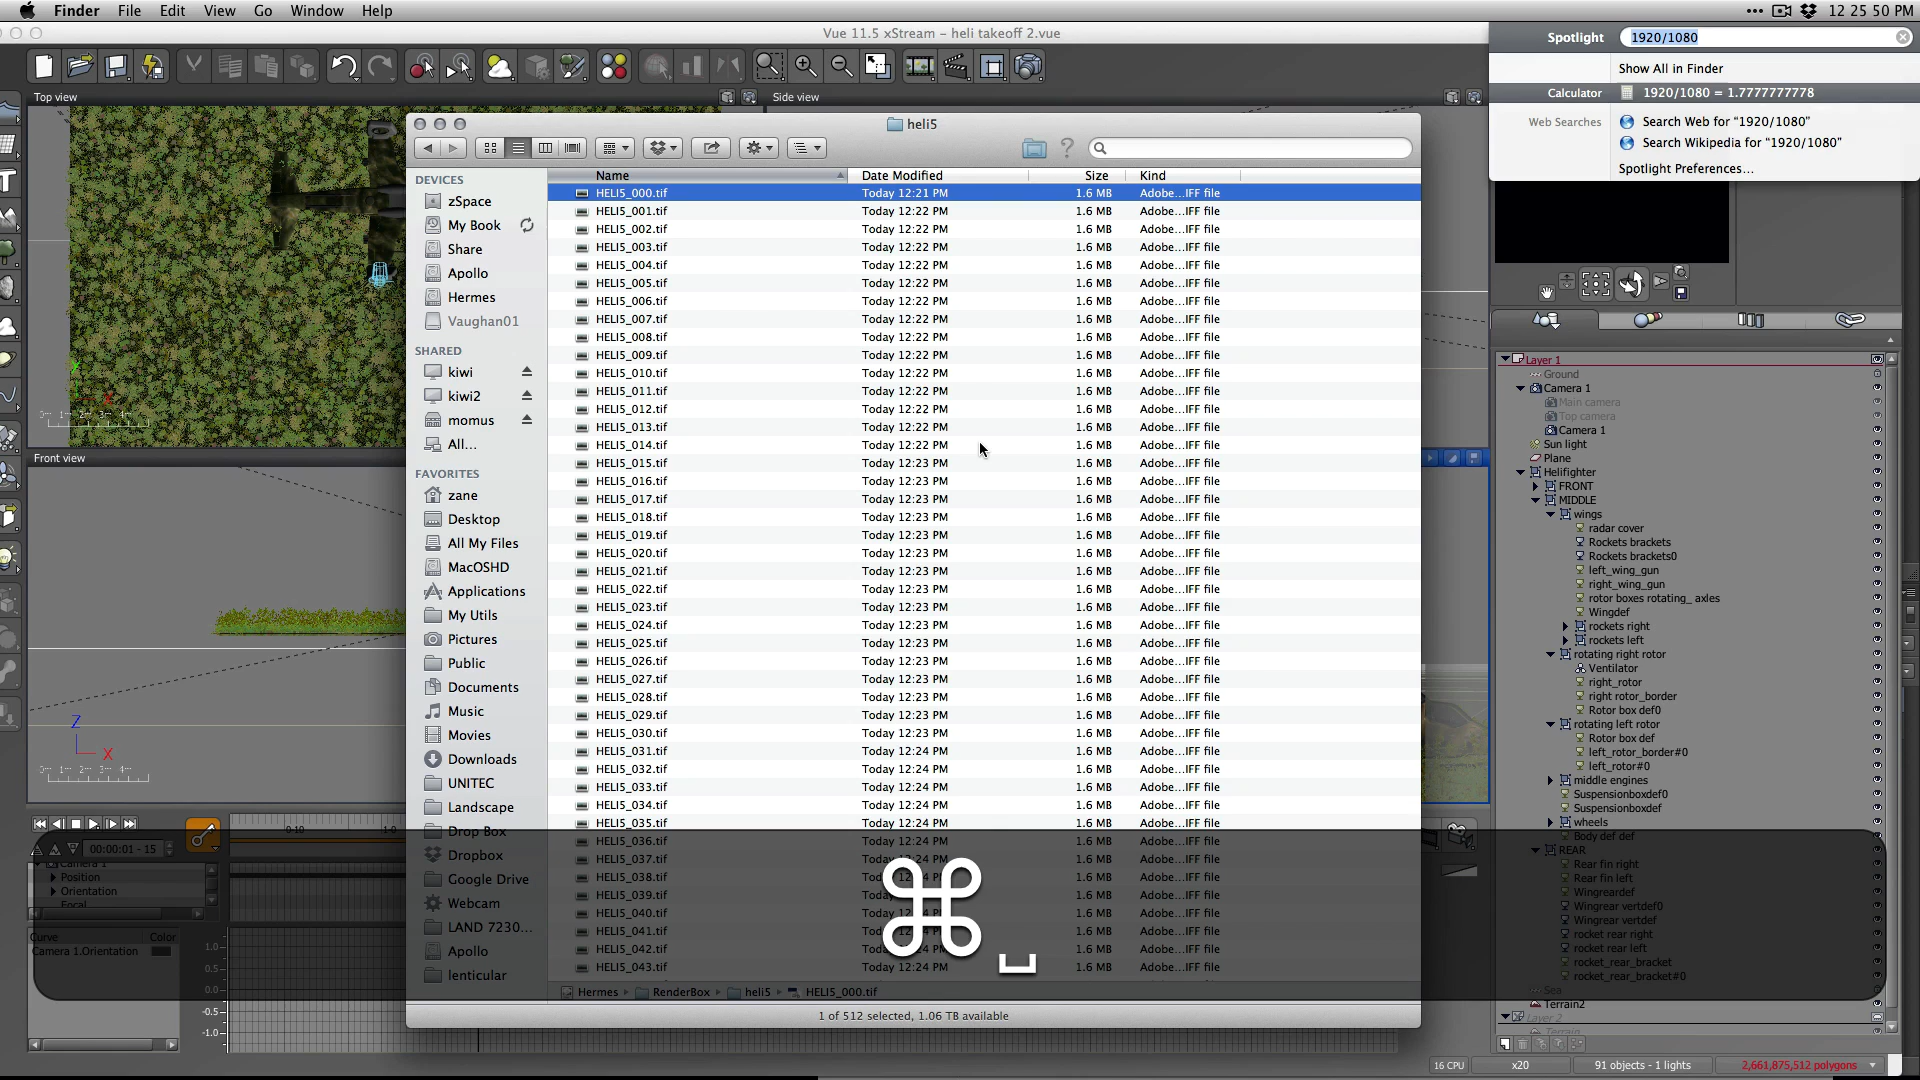 Finder File Edit View Go Window Help
12 25 50 PM
Vue 11.5 xStream – heli takeoff 2.vue
Spotlight 1920/1080
Show All in Finder
Calculator 1920/1080 = 1.7777777778
Web Searches Search Web for “1920/1080”
Search Wikipedia for “1920/1080”
Spotlight Preferences...
Top view
Side view
Front view
heli5
Name Date Modified Size Kind
DEVICES
zSpace
My Book
Share
Apollo
Hermes
Vaughan01
SHARED
kiwi
kiwi2
momus
All...
FAVORITES
zane
Desktop
All My Files
MacOSHD
Applications
My Utils
Pictures
Public
Documents
Music
Movies
Downloads
UNITEC
Landscape
Drop Box
Dropbox
Google Drive
Webcam
LAND 7230...
Apollo
lenticular
HELI5_000.tif Today 12:21 PM 1.6 MB Adobe...IFF file
HELI5_001.tif Today 12:22 PM 1.6 MB Adobe...IFF file
HELI5_002.tif Today 12:22 PM 1.6 MB Adobe...IFF file
HELI5_003.tif Today 12:22 PM 1.6 MB Adobe...IFF file
HELI5_004.tif Today 12:22 PM 1.6 MB Adobe...IFF file
HELI5_005.tif Today 12:22 PM 1.6 MB Adobe...IFF file
HELI5_006.tif Today 12:22 PM 1.6 MB Adobe...IFF file
HELI5_007.tif Today 12:22 PM 1.6 MB Adobe...IFF file
HELI5_008.tif Today 12:22 PM 1.6 MB Adobe...IFF file
HELI5_009.tif Today 12:22 PM 1.6 MB Adobe...IFF file
HELI5_010.tif Today 12:22 PM 1.6 MB Adobe...IFF file
HELI5_011.tif Today 12:22 PM 1.6 MB Adobe...IFF file
HELI5_012.tif Today 12:22 PM 1.6 MB Adobe...IFF file
HELI5_013.tif Today 12:22 PM 1.6 MB Adobe...IFF file
HELI5_014.tif Today 12:22 PM 1.6 MB Adobe...IFF file
HELI5_015.tif Today 12:23 PM 1.6 MB Adobe...IFF file
HELI5_016.tif Today 12:23 PM 1.6 MB Adobe...IFF file
HELI5_017.tif Today 12:23 PM 1.6 MB Adobe...IFF file
HELI5_018.tif Today 12:23 PM 1.6 MB Adobe...IFF file
HELI5_019.tif Today 12:23 PM 1.6 MB Adobe...IFF file
HELI5_020.tif Today 12:23 PM 1.6 MB Adobe...IFF file
HELI5_021.tif Today 12:23 PM 1.6 MB Adobe...IFF file
HELI5_022.tif Today 12:23 PM 1.6 MB Adobe...IFF file
HELI5_023.tif Today 12:23 PM 1.6 MB Adobe...IFF file
HELI5_024.tif Today 12:23 PM 1.6 MB Adobe...IFF file
HELI5_025.tif Today 12:23 PM 1.6 MB Adobe...IFF file
HELI5_026.tif Today 12:23 PM 1.6 MB Adobe...IFF file
HELI5_027.tif Today 12:23 PM 1.6 MB Adobe...IFF file
HELI5_028.tif Today 12:23 PM 1.6 MB Adobe...IFF file
HELI5_029.tif Today 12:23 PM 1.6 MB Adobe...IFF file
HELI5_030.tif Today 12:23 PM 1.6 MB Adobe...IFF file
HELI5_031.tif Today 12:24 PM 1.6 MB Adobe...IFF file
HELI5_032.tif Today 12:24 PM 1.6 MB Adobe...IFF file
HELI5_033.tif Today 12:24 PM 1.6 MB Adobe...IFF file
HELI5_034.tif Today 12:24 PM 1.6 MB Adobe...IFF file
HELI5_035.tif Today 12:24 PM 1.6 MB Adobe...IFF file
HELI5_036.tif Today 12:24 PM 1.6 MB Adobe...IFF file
HELI5_037.tif 1.6 MB Adobe...IFF file
HELI5_038.tif 1.6 MB Adobe...IFF file
HELI5_039.tif 1.6 MB Adobe...IFF file
HELI5_040.tif 1.6 MB Adobe...IFF file
HELI5_041.tif 1.6 MB Adobe...IFF file
HELI5_042.tif Today 12:24 PM 1.6 MB Adobe...IFF file
HELI5_043.tif Today 12:24 PM 1.6 MB Adobe...IFF file
Hermes RenderBox heli5 HELI5_000.tif
1 of 512 selected, 1.06 TB available
Layer 1
Ground
Camera 1
Main camera
Top camera
Camera 1
Sun light
Plane
Helifighter
FRONT
MIDDLE
wings
radar cover
Rockets brackets
Rockets brackets0
left_wing_gun
right_wing_gun
rotor boxes rotating_ axles
Wingdef
rockets right
rockets left
rotating right rotor
Ventilator
right_rotor
right rotor_border
Rotor box def0
rotating left rotor
Rotor box def
left_rotor_border#0
left_rotor#0
middle engines
Suspensionboxdef0
Suspensionboxdef
wheels
Body def def
REAR
Rear fin right
Rear fin left
Wingreardef
Wingrear vertdef0
Wingrear vertdef
rocket rear right
rocket rear left
rocket_rear_bracket
rocket_rear_bracket#0
Sea
Terrain2
Layer 2
Terrain
00:00:01 - 15
Camera 1
Position
Orientation
Focal
Curve Color
Camera 1.Orientation
0:10
1.0
0.5
0.0
-0.5
-1.0
16 CPU x20 91 objects - 1 lights 2,661,875,512 polygons